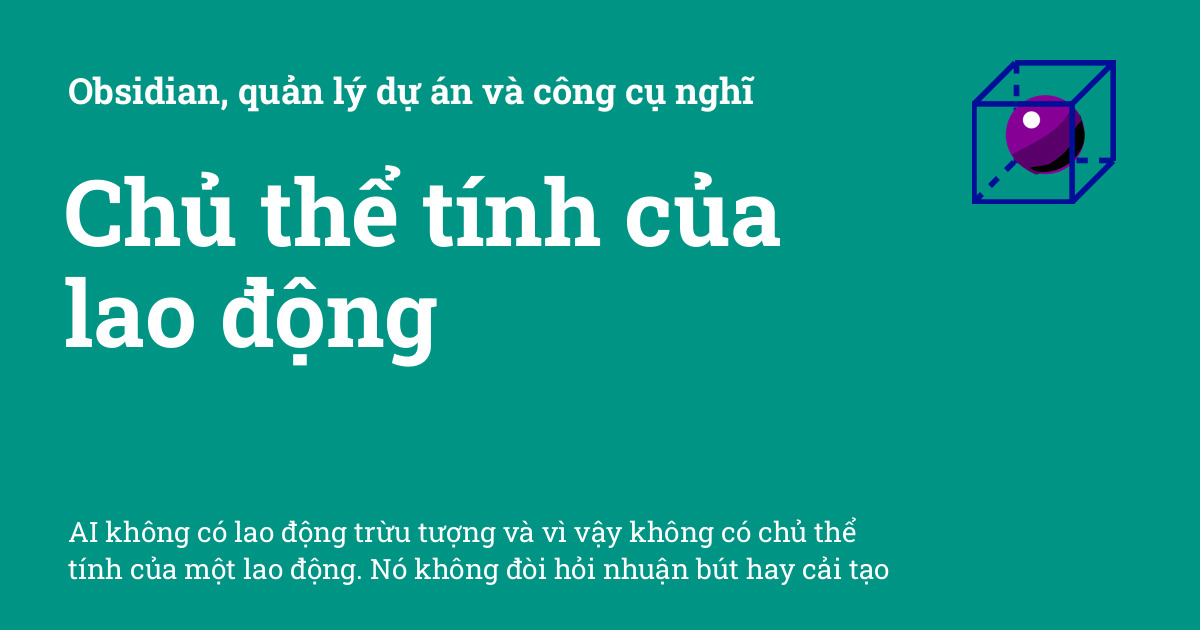 Obsidian, quản lý dự án và công cụ nghĩ
Chủ thể tính của
lao động
AI không có lao động trừu tượng và vì vậy không có chủ thể
tính của một lao động. Nó không đòi hỏi nhuận bút hay cải tạo